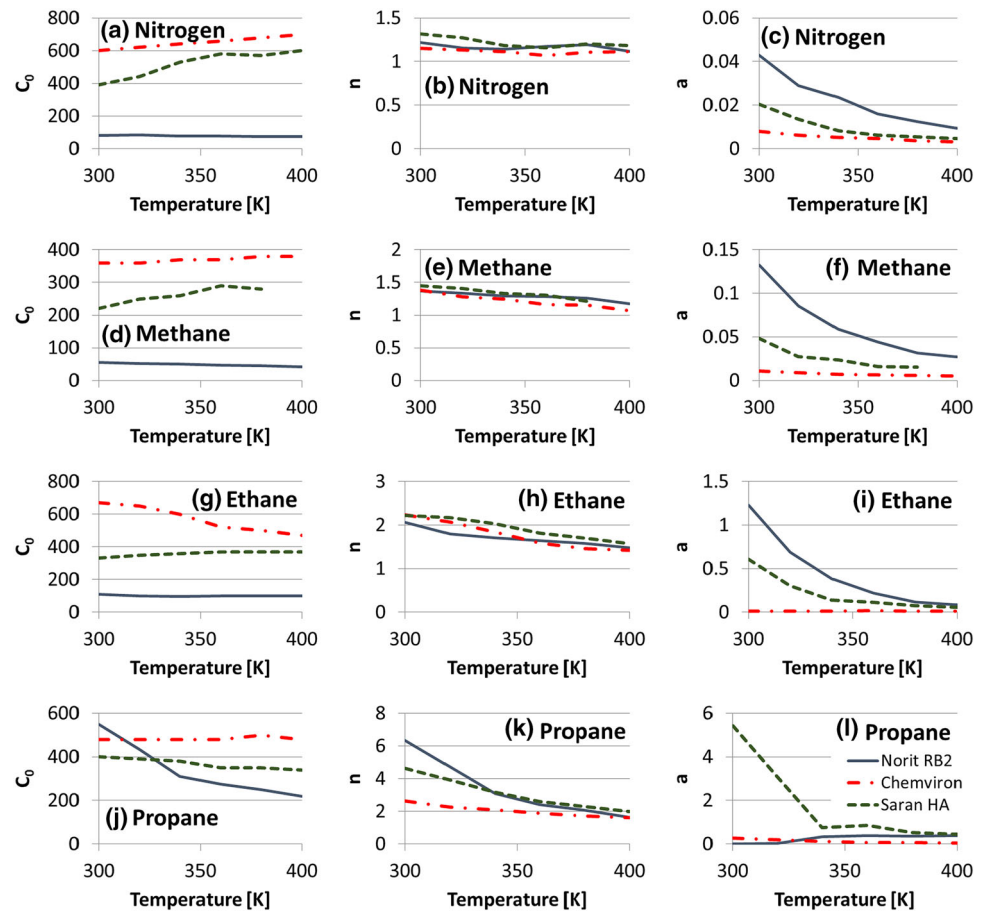 (a) Nitrogen
C0
800
600
400
200
0
300
350
400
Temperature [K]
(b) Nitrogen
n
1.5
1
0.5
0
300
350
400
Temperature [K]
(c) Nitrogen
a
0.06
0.04
0.02
0
300
350
400
Temperature [K]
(d) Methane
C0
400
300
200
100
0
300
350
400
Temperature [K]
(e) Methane
n
2
1.5
1
0.5
0
300
350
400
Temperature [K]
(f) Methane
a
0.15
0.1
0.05
0
300
350
400
Temperature [K]
(g) Ethane
C0
800
600
400
200
0
300
350
400
Temperature [K]
(h) Ethane
n
3
2
1
0
300
350
400
Temperature [K]
(i) Ethane
a
1.5
1
0.5
0
300
350
400
Temperature [K]
(j) Propane
C0
600
400
200
0
300
350
400
Temperature [K]
(k) Propane
n
8
6
4
2
0
300
350
400
Temperature [K]
(l) Propane
a
6
4
2
0
Norit RB2
Chemviron
Saran HA
300
350
400
Temperature [K]